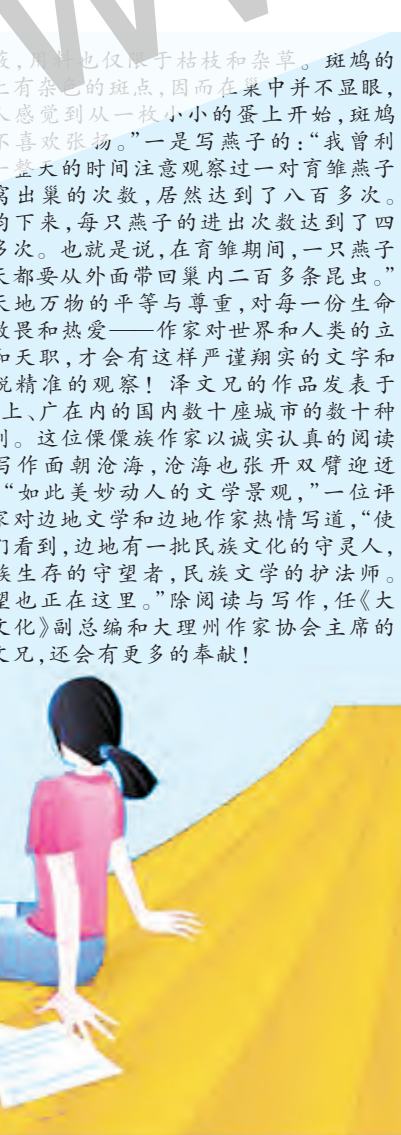 蔽,用料也仅限于枯枝和杂草。斑鸠的
上有杂色的斑点,因而在巢中并不显眼,
人感觉到从一枚小小的蛋上开始,斑鸠
不喜欢张扬。”一是写燕子的:“我曾利
一整天的时间注意观察过一对育雏燕子
离出巢的次数,居然达到了八百多次。
均下来,每只燕子的进出次数达到了四
多次。也就是说,在育雏期间,一只燕子
天都要从外面带回巢内二百多条昆虫。”
天地万物的平等与尊重,对每一份生命
敬畏和热爱——作家对世界和人类的立
和天职,才会有这样严谨翔实的文字和
锐精准的观察!泽文兄的作品发表于
上、广在内的国内数十座城市的数十种
刊。这位傈僳族作家以诚实认真的阅读
写作面朝沧海,沧海也张开双臂迎迓
“如此美妙动人的文学景观,”一位评
家对边地文学和边地作家热情写道,“使
们看到,边地有一批民族文化的守灵人,
族生存的守望者,民族文学的护法师。
望也正在这里。”除阅读与写作,任《大
文化》副总编和大理州作家协会主席的
文兄,还会有更多的奉献!